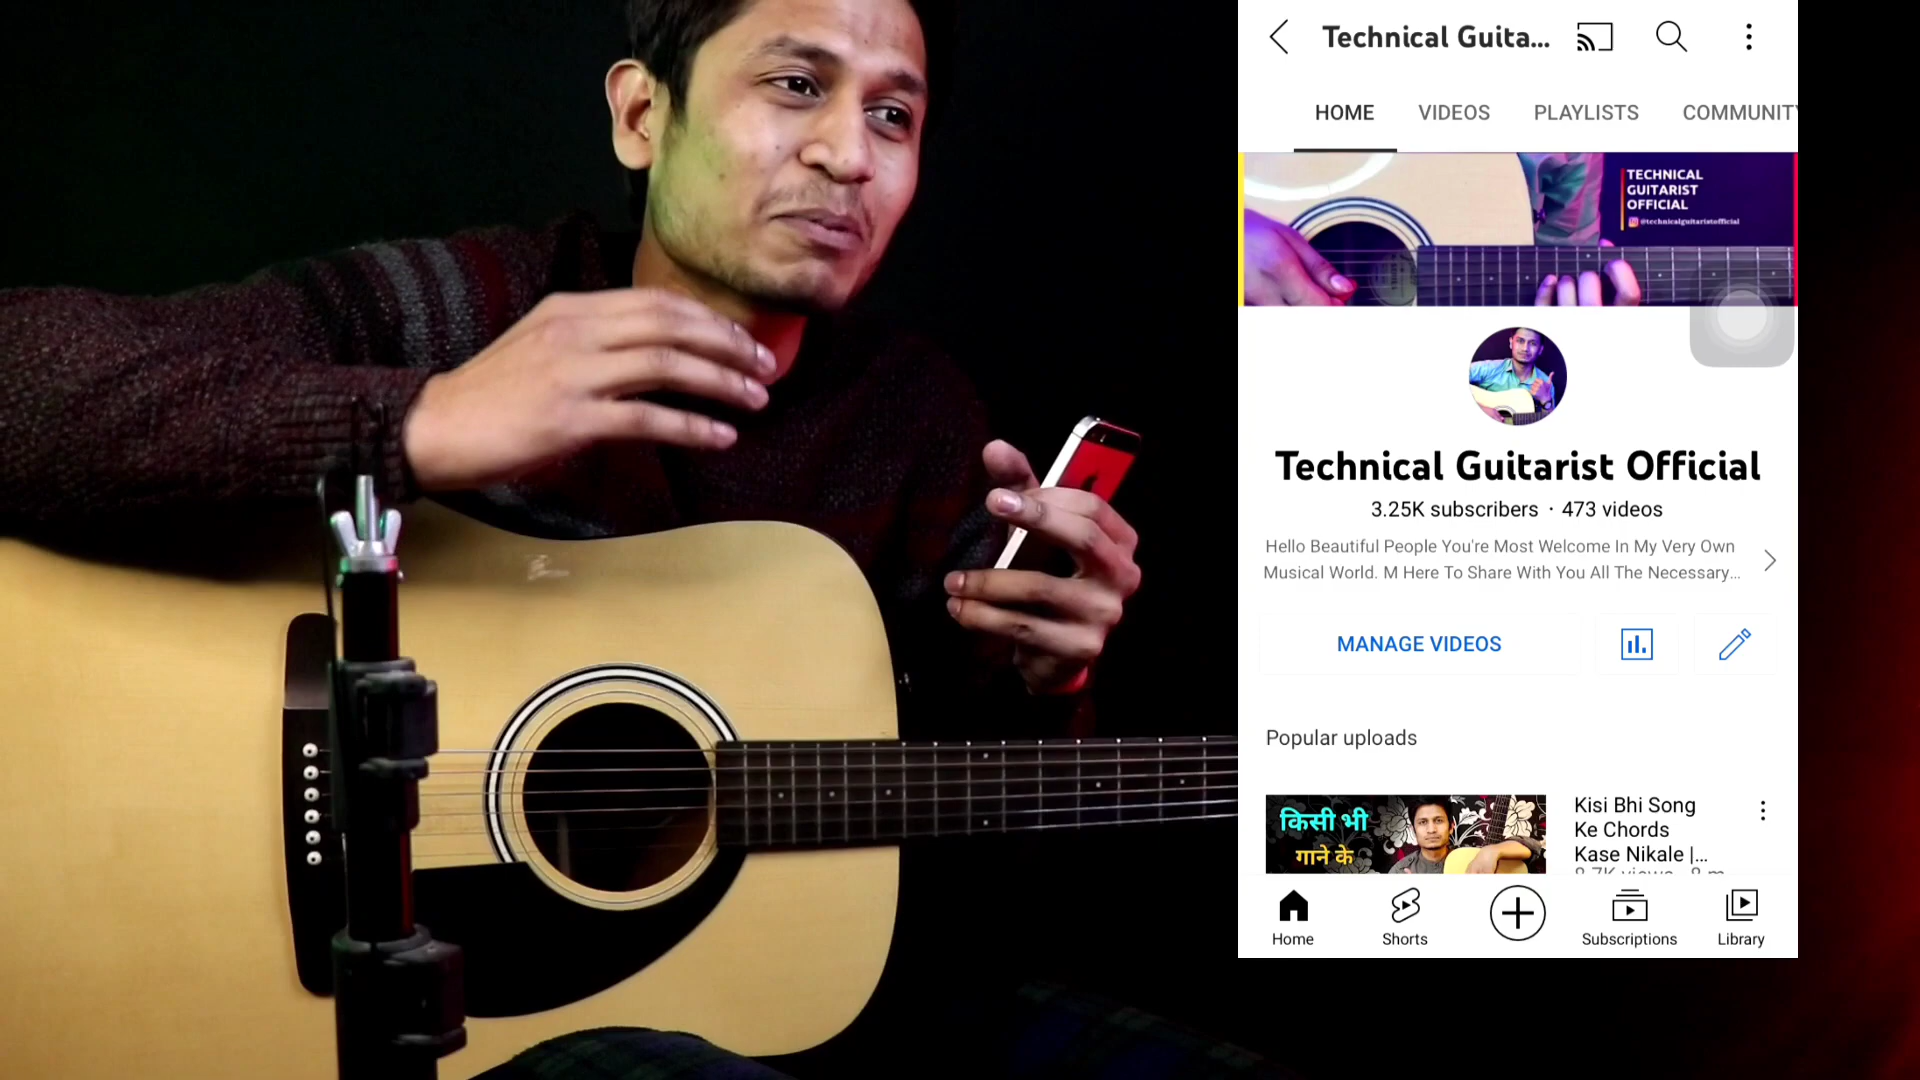 Technical Guita...
HOME VIDEOS PLAYLISTS COMMUNITY
TECHNICAL
GUITARIST
OFFICIAL
@technicalguitaristofficial
Technical Guitarist Official
3.25K subscribers · 473 videos
Hello Beautiful People You're Most Welcome In My Very Own
Musical World. M Here To Share With You All The Necessary...
MANAGE VIDEOS
Popular uploads
किसी भी
गाने के
Kisi Bhi Song
Ke Chords
Kase Nikale |...
Home Shorts Subscriptions Library